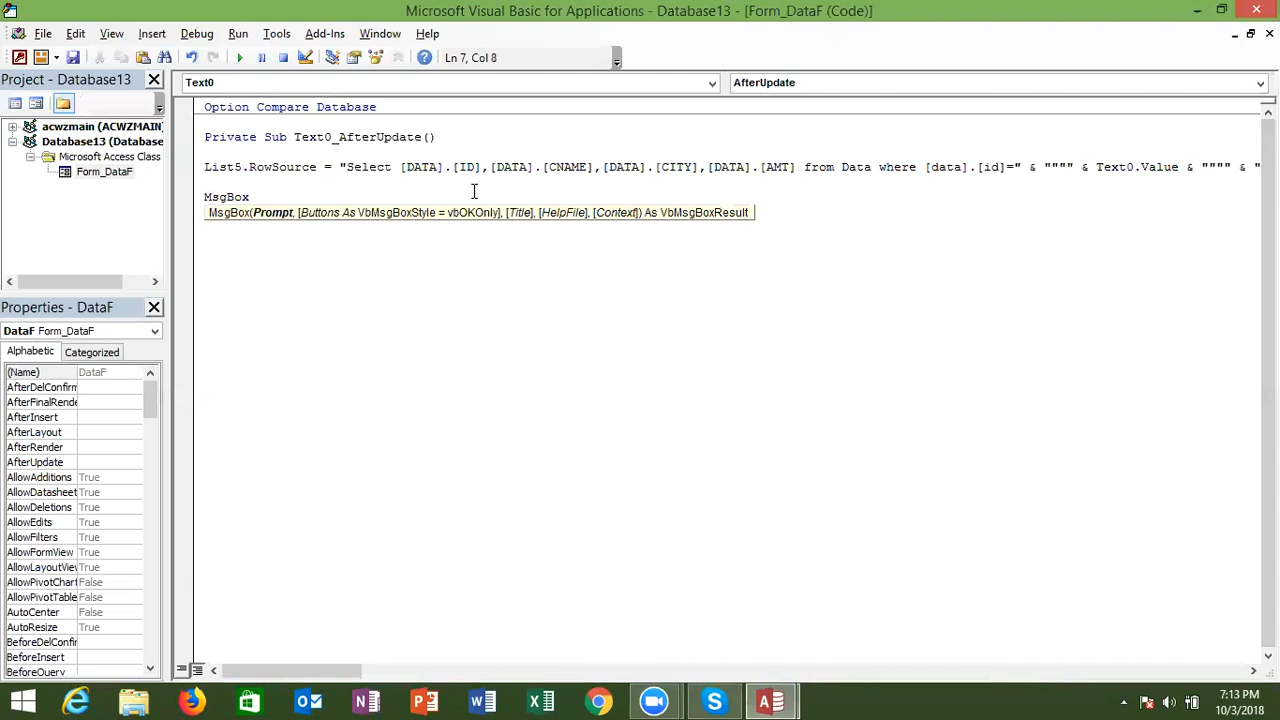 Microsoft Visual Basic for Applications - Database13 - [Form_DataF (Code)]
File Edit View Insert Format Debug Run Tools Add-Ins Window Help
Ln 7, Col 8
Project - Database13
Text0
AfterUpdate
acwzmain (ACWZMAIN)
Database13 (Database
Microsoft Access Class
Form_DataF
Option Compare Database
Private Sub Text0_AfterUpdate()
List5.RowSource = "Select [DATA].[ID],[DATA].[CNAME],[DATA].[CITY],[DATA].[AMT] from Data where [data].[id]=" & """" & Text0.Value & """" & "
MsgBox
MsgBox(Prompt, [Buttons As VbMsgBoxStyle = vbOKOnly], [Title], [HelpFile], [Context]) As VbMsgBoxResult
Properties - DataF
DataF Form_DataF
Alphabetic Categorized
(Name) DataF
AfterDelConfirm
AfterFinalRende
AfterInsert
AfterLayout
AfterRender
AfterUpdate
AllowAdditions True
AllowDatasheet True
AllowDeletions True
AllowEdits True
AllowFilters True
AllowFormView True
AllowLayoutViev True
AllowPivotChart False
AllowPivotTable False
AutoCenter False
AutoResize True
BeforeDelConfir
BeforeInsert
BeforeQuery
7:13 PM
10/3/2018